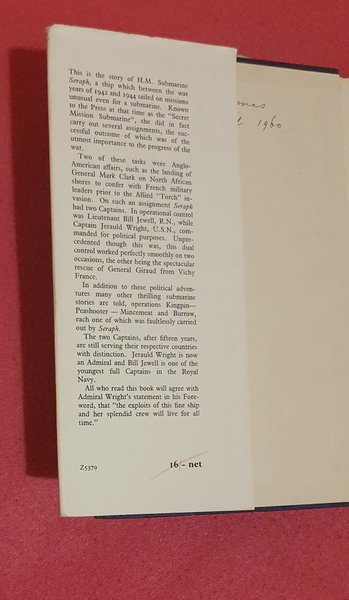 This is the story of H.M. Submarine
Seraph, a ship which between the war
years of 1942 and 1944 sailed on missions
unusual even for a submarine. Known
to the Press at that time as the "Secret
Mission Submarine", she did in fact
carry out several assignments, the suc-
cessful outcome of which was of the
utmost importance to the progress of the
war.
Two of these tasks were Anglo-
American affairs, such as the landing of
General Mark Clark on North African
shores to confer with French military
leaders prior to the Allied "Torch" in-
vasion. On such an assignment Seraph
had two Captains. In operational control
was Lieutenant Bill Jewell, R.N., while
Captain Jerauld Wright, U.S.N., com-
manded for political purposes. Unpre-
cedented though this was, this dual
control worked perfectly smoothly on two
occasions, the other being the spectacular
rescue of General Giraud from Vichy
France.
In addition to these political adven-
tures many other thrilling submarine
stories are told, operations Kingpin—
Peashooter — Mincemeat and Burrow,
each one of which was faultlessly carried
out by Seraph.
The two Captains, after fifteen years,
are still serving their respective countries
with distinction. Jerauld Wright is now
an Admiral and Bill Jewell is one of the
youngest full Captains in the Royal
Navy.
All who read this book will agree with
Admiral Wright's statement in his Fore-
word, that "the exploits of this fine ship
and her splendid crew will live for all
time."
Z5379
16/- net
1960